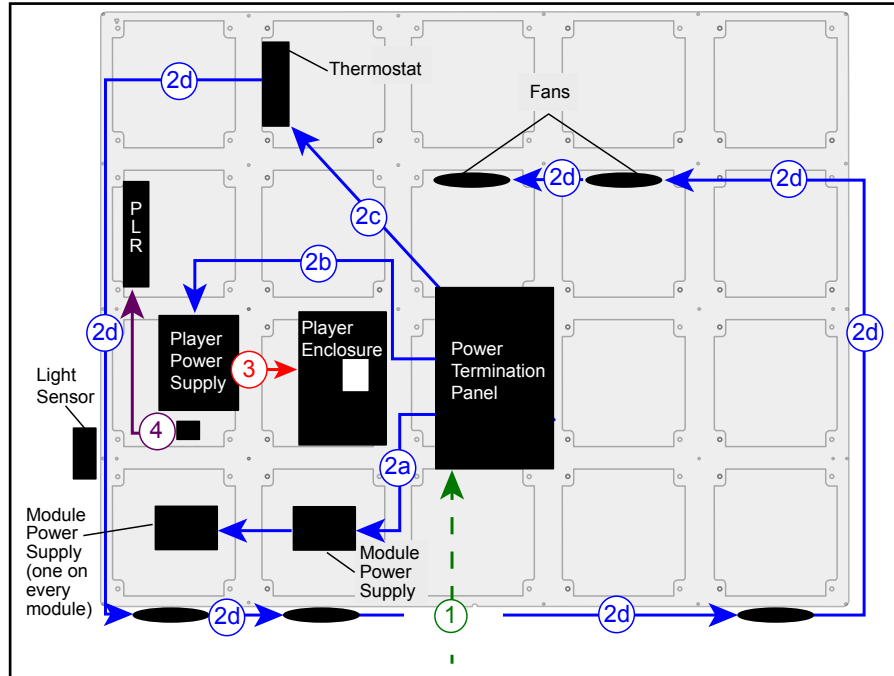 2d
Thermostat
Fans
2d
2d
P
L
R
2c
2b
2d
2d
Player
Power
Supply
3
Player
Enclosure
Power
Termination
Panel
Light
Sensor
4
2a
Module
Power
Supply
(one on
every
module)
Module
Power
Supply
2d
1
2d